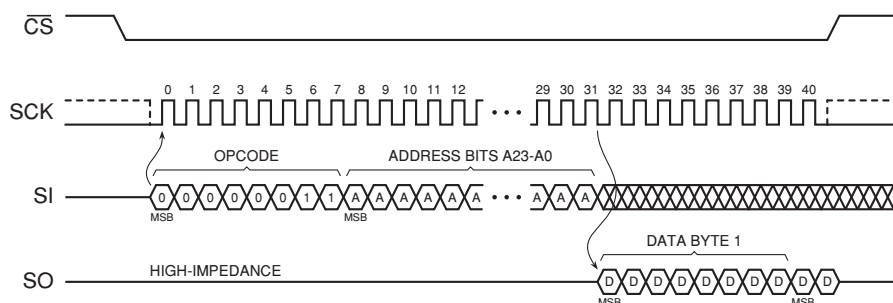 C̅S̅
0 1 2 3 4 5 6 7 8 9 10 11 12 29 30 31 32 33 34 35 36 37 38 39 40
SCK
OPCODE ADDRESS BITS A23-A0
SI 0 0 0 0 0 0 1 1 A A A A A A A A A
MSB MSB
DATA BYTE 1
SO HIGH-IMPEDANCE D D D D D D D D D D
MSB MSB